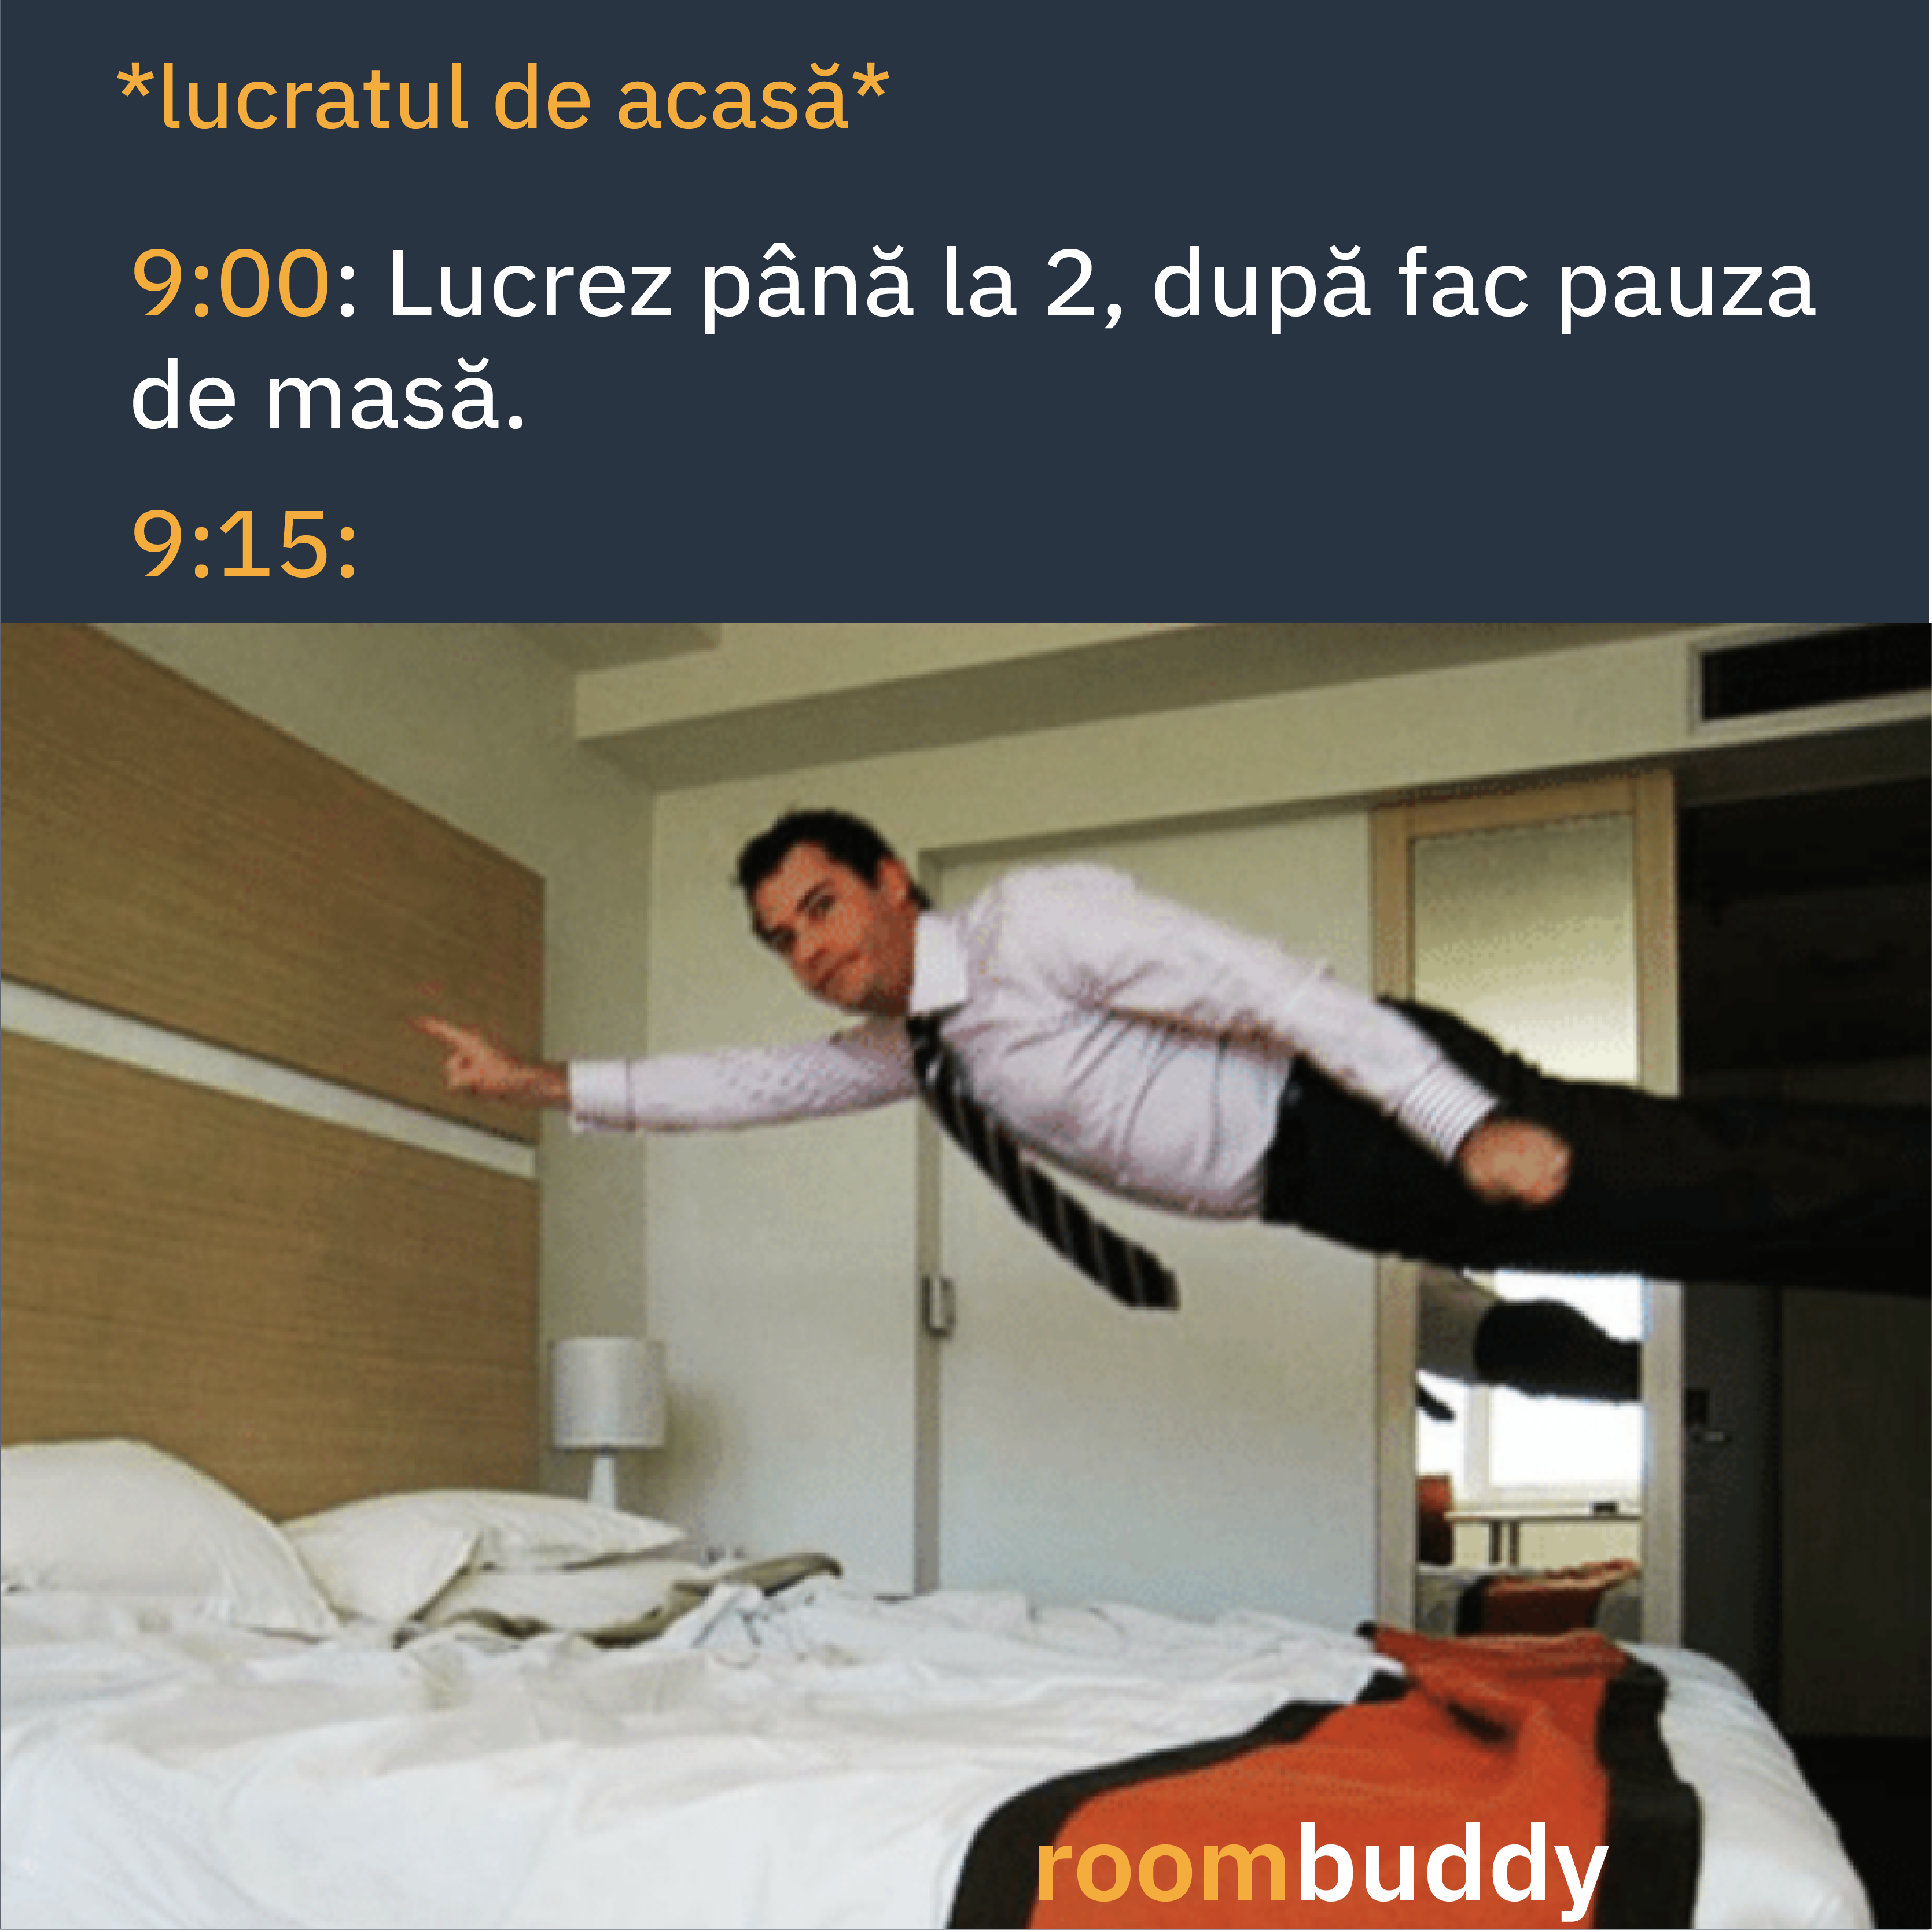 *lucratul de acasă*
9:00: Lucrez până la 2, după fac pauza
de masă.
9:15:
roombuddy